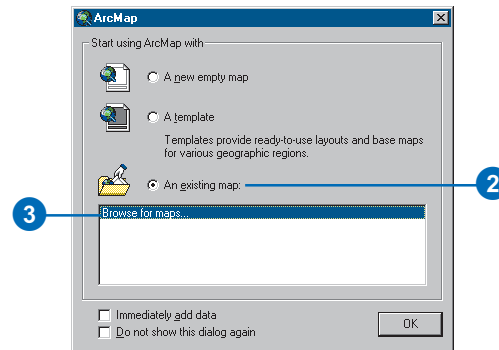 ArcMap
Start using ArcMap with
A new empty map
A template
Templates provide ready-to-use layouts and base maps
for various geographic regions.
An existing map:
2
3
Browse for maps...
Immediately add data
Do not show this dialog again
OK